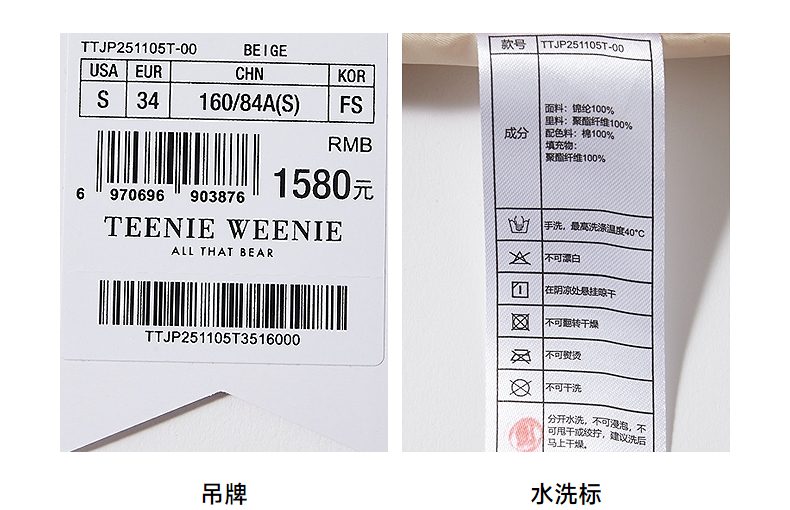 TTJP251105T-00 BEIGE
USA EUR CHN KOR
S 34 160/84A(S) FS
RMB
1580元
6 970696 903876
TEENIE WEENIE
ALL THAT BEAR
TTJP251105T3516000
吊牌
款号 TTJP251105T-00
成分
面料：锦纶100%
里料：聚酯纤维100%
配色料：棉100%
填充物：
聚酯纤维100%
手洗，最高洗涤温度40°C
不可漂白
在阴凉处悬挂晾干
不可翻转干燥
不可熨烫
不可干洗
分开水洗，不可浸泡，不
可甩干或绞拧，建议洗后
马上干燥。
水洗标